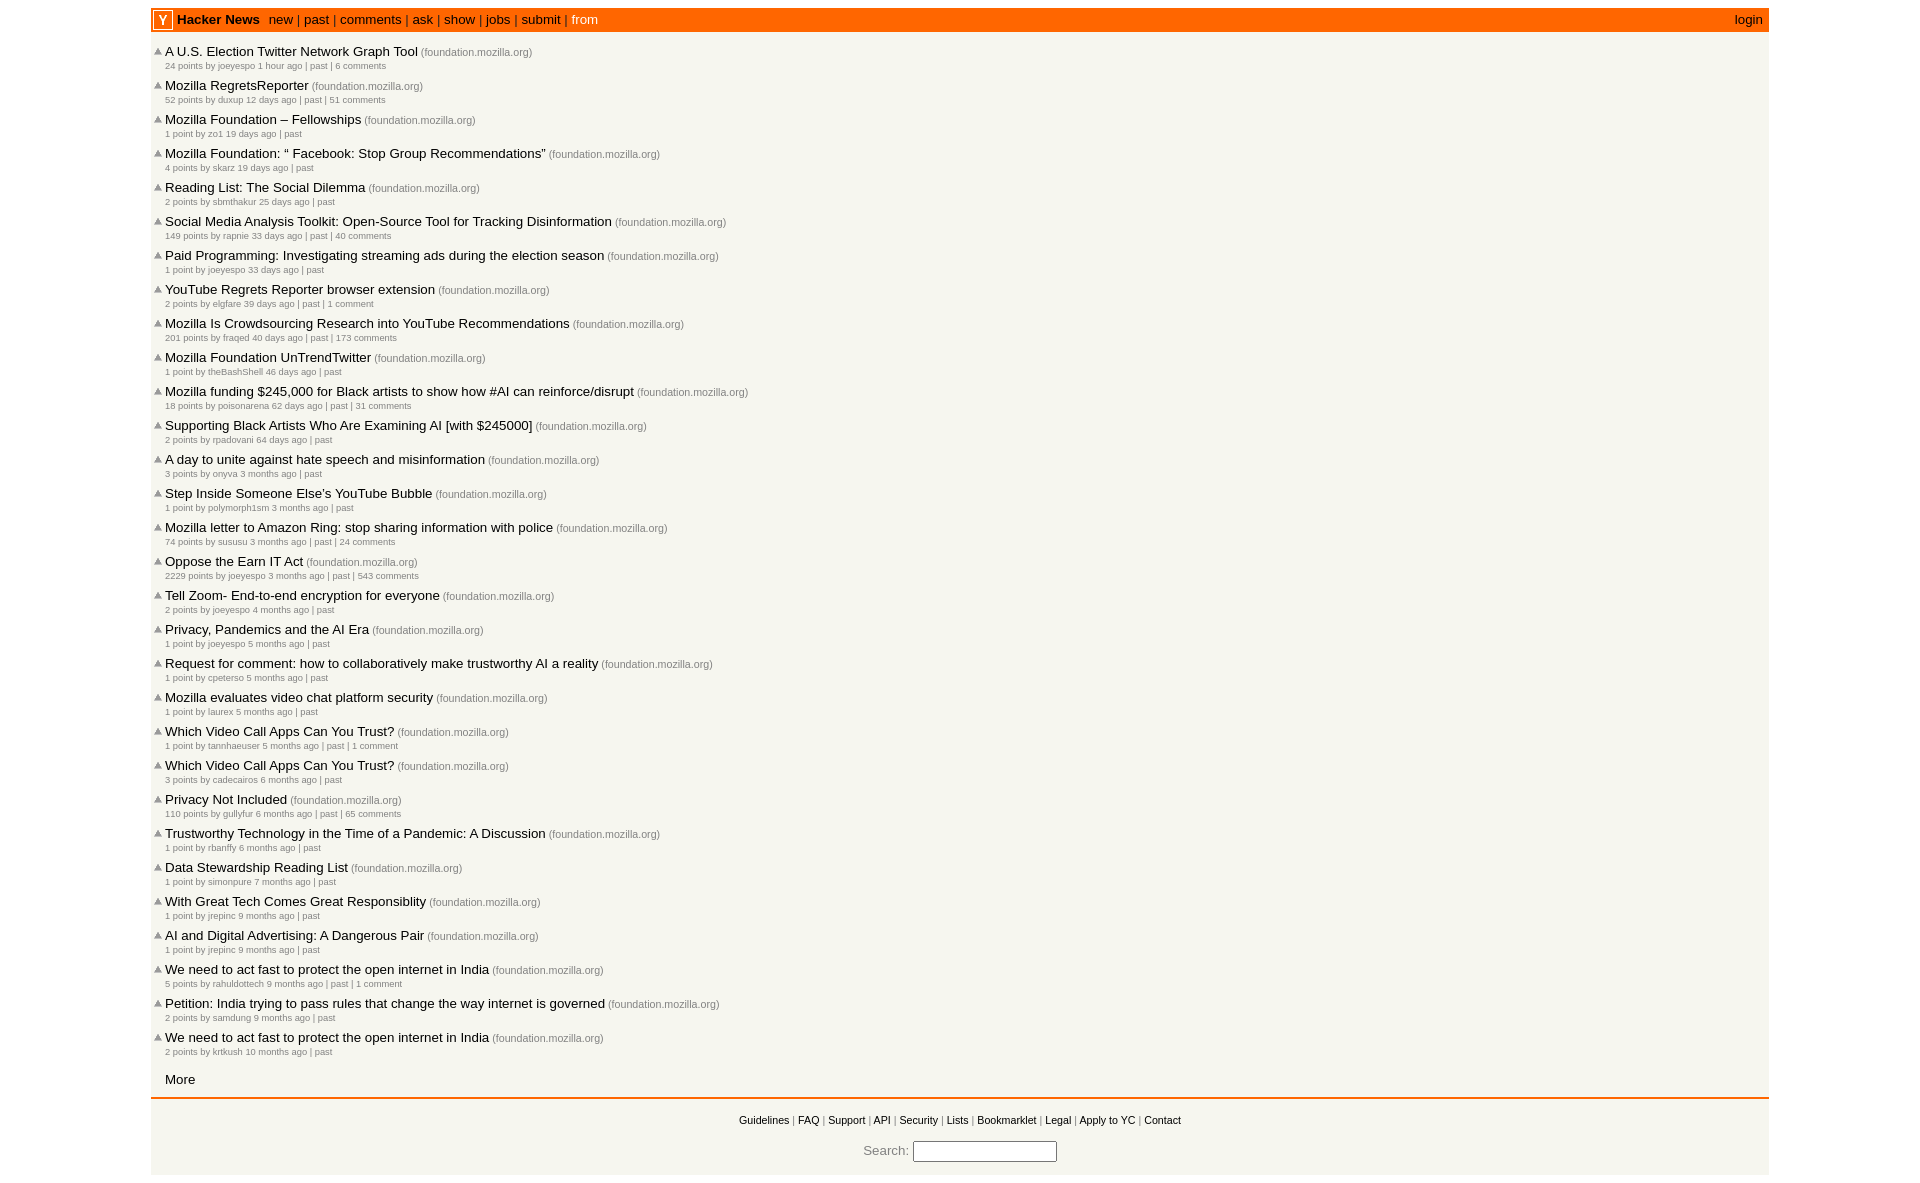 Y Hacker News new | past | comments | ask | show | jobs | submit | from login
A U.S. Election Twitter Network Graph Tool (foundation.mozilla.org)
24 points by joeyespo 1 hour ago | past | 6 comments
Mozilla RegretsReporter (foundation.mozilla.org)
52 points by duxup 12 days ago | past | 51 comments
Mozilla Foundation – Fellowships (foundation.mozilla.org)
1 point by zo1 19 days ago | past
Mozilla Foundation: “ Facebook: Stop Group Recommendations” (foundation.mozilla.org)
4 points by skarz 19 days ago | past
Reading List: The Social Dilemma (foundation.mozilla.org)
2 points by sbmthakur 25 days ago | past
Social Media Analysis Toolkit: Open-Source Tool for Tracking Disinformation (foundation.mozilla.org)
149 points by rapnie 33 days ago | past | 40 comments
Paid Programming: Investigating streaming ads during the election season (foundation.mozilla.org)
1 point by joeyespo 33 days ago | past
YouTube Regrets Reporter browser extension (foundation.mozilla.org)
2 points by elgfare 39 days ago | past | 1 comment
Mozilla Is Crowdsourcing Research into YouTube Recommendations (foundation.mozilla.org)
201 points by fraqed 40 days ago | past | 173 comments
Mozilla Foundation UnTrendTwitter (foundation.mozilla.org)
1 point by theBashShell 46 days ago | past
Mozilla funding $245,000 for Black artists to show how #AI can reinforce/disrupt (foundation.mozilla.org)
18 points by poisonarena 62 days ago | past | 31 comments
Supporting Black Artists Who Are Examining AI [with $245000] (foundation.mozilla.org)
2 points by rpadovani 64 days ago | past
A day to unite against hate speech and misinformation (foundation.mozilla.org)
3 points by onyva 3 months ago | past
Step Inside Someone Else’s YouTube Bubble (foundation.mozilla.org)
1 point by polymorph1sm 3 months ago | past
Mozilla letter to Amazon Ring: stop sharing information with police (foundation.mozilla.org)
74 points by sususu 3 months ago | past | 24 comments
Oppose the Earn IT Act (foundation.mozilla.org)
2229 points by joeyespo 3 months ago | past | 543 comments
Tell Zoom- End-to-end encryption for everyone (foundation.mozilla.org)
2 points by joeyespo 4 months ago | past
Privacy, Pandemics and the AI Era (foundation.mozilla.org)
1 point by joeyespo 5 months ago | past
Request for comment: how to collaboratively make trustworthy AI a reality (foundation.mozilla.org)
1 point by cpeterso 5 months ago | past
Mozilla evaluates video chat platform security (foundation.mozilla.org)
1 point by laurex 5 months ago | past
Which Video Call Apps Can You Trust? (foundation.mozilla.org)
1 point by tannhaeuser 5 months ago | past | 1 comment
Which Video Call Apps Can You Trust? (foundation.mozilla.org)
3 points by cadecairos 6 months ago | past
Privacy Not Included (foundation.mozilla.org)
110 points by gullyfur 6 months ago | past | 65 comments
Trustworthy Technology in the Time of a Pandemic: A Discussion (foundation.mozilla.org)
1 point by rbanffy 6 months ago | past
Data Stewardship Reading List (foundation.mozilla.org)
1 point by simonpure 7 months ago | past
With Great Tech Comes Great Responsiblity (foundation.mozilla.org)
1 point by jrepinc 9 months ago | past
AI and Digital Advertising: A Dangerous Pair (foundation.mozilla.org)
1 point by jrepinc 9 months ago | past
We need to act fast to protect the open internet in India (foundation.mozilla.org)
5 points by rahuldottech 9 months ago | past | 1 comment
Petition: India trying to pass rules that change the way internet is governed (foundation.mozilla.org)
2 points by samdung 9 months ago | past
We need to act fast to protect the open internet in India (foundation.mozilla.org)
2 points by krtkush 10 months ago | past
More
Guidelines | FAQ | Support | API | Security | Lists | Bookmarklet | Legal | Apply to YC | Contact
Search: